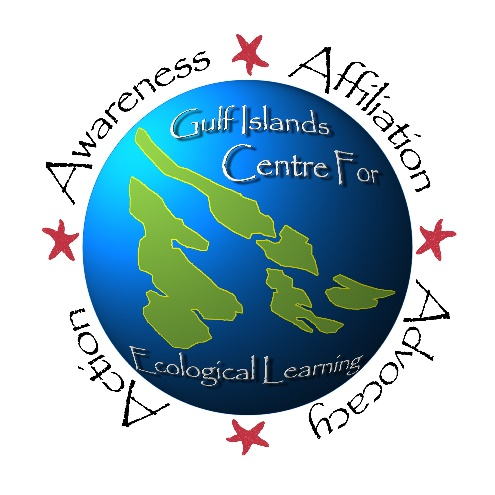 Awareness
Affiliation
Gulf Islands
Centre For
Ecological Learning
Action
Advocacy